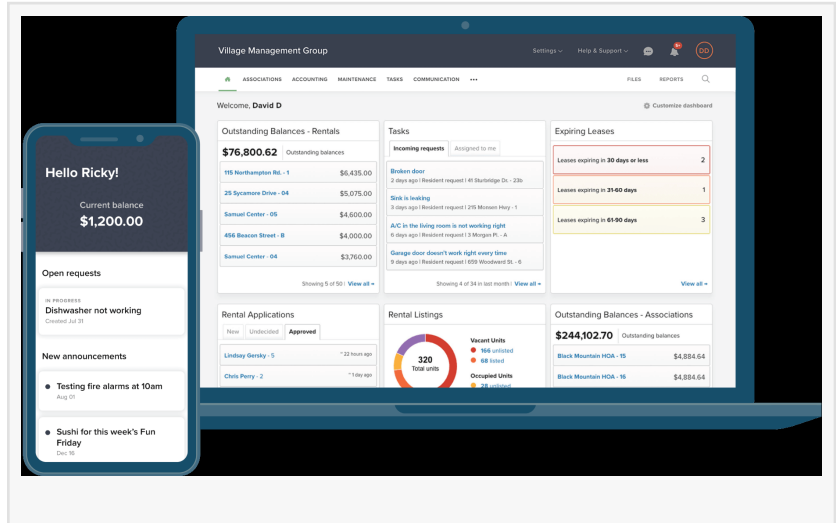 Village Management Group
Settings
Help & Support
9+
DD
ASSOCIATIONS
ACCOUNTING
MAINTENANCE
TASKS
COMMUNICATION
•••
FILES
REPORTS
Welcome, David D
Customize dashboard
Outstanding Balances - Rentals
$76,800.62 Outstanding balances
115 Northampton Rd. - 1 $6,435.00
25 Sycamore Drive - 04 $5,075.00
Samuel Center - 05 $4,600.00
456 Beacon Street - B $4,000.00
Samuel Center - 04 $3,760.00
Showing 5 of 50 | View all
Tasks
Incoming requests Assigned to me
Broken door
2 days ago | Resident request | 41 Sturbridge Dr. - 23b
Sink is leaking
3 days ago | Resident request | 215 Monson Hwy - 1
A/C in the living room is not working right
6 days ago | Resident request | 3 Morgan Pl. - A
Garage door doesn't work right every time
9 days ago | Resident request | 659 Woodward St. - 6
Showing 4 of 34 in last month | View all
Expiring Leases
Leases expiring in 30 days or less 2
Leases expiring in 31-60 days 1
Leases expiring in 61-90 days 3
View all
Rental Applications
New Undecided Approved
Lindsay Gersky - 5 ~ 22 hours ago
Chris Perry - 2 ~ 1 day ago
Rental Listings
320
Total units
Vacant Units
166 unlisted
68 listed
Occupied Units
28 unlisted
Outstanding Balances - Associations
$244,102.70 Outstanding balances
Black Mountain HOA - 15 $4,884.64
Black Mountain HOA - 16 $4,884.64
Hello Ricky!
Current balance
$1,200.00
Open requests
IN PROGRESS
Dishwasher not working
Created Jul 31
New announcements
Testing fire alarms at 10am
Aug 01
Sushi for this week's Fun
Friday
Dec 16